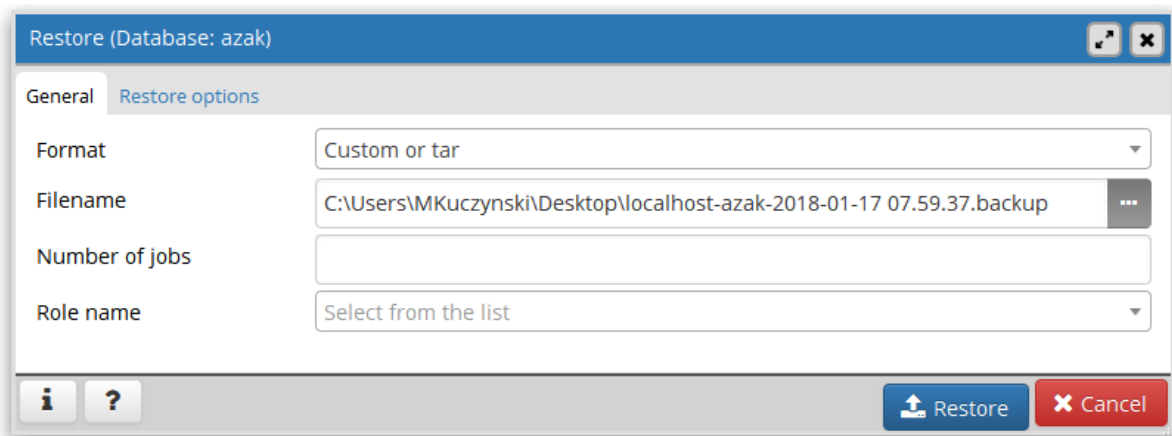 Restore (Database: azak)
General Restore options
Format Custom or tar
Filename C:\Users\MKuczynski\Desktop\localhost-azak-2018-01-17 07.59.37.backup
Number of jobs
Role name Select from the list
i ? Restore Cancel